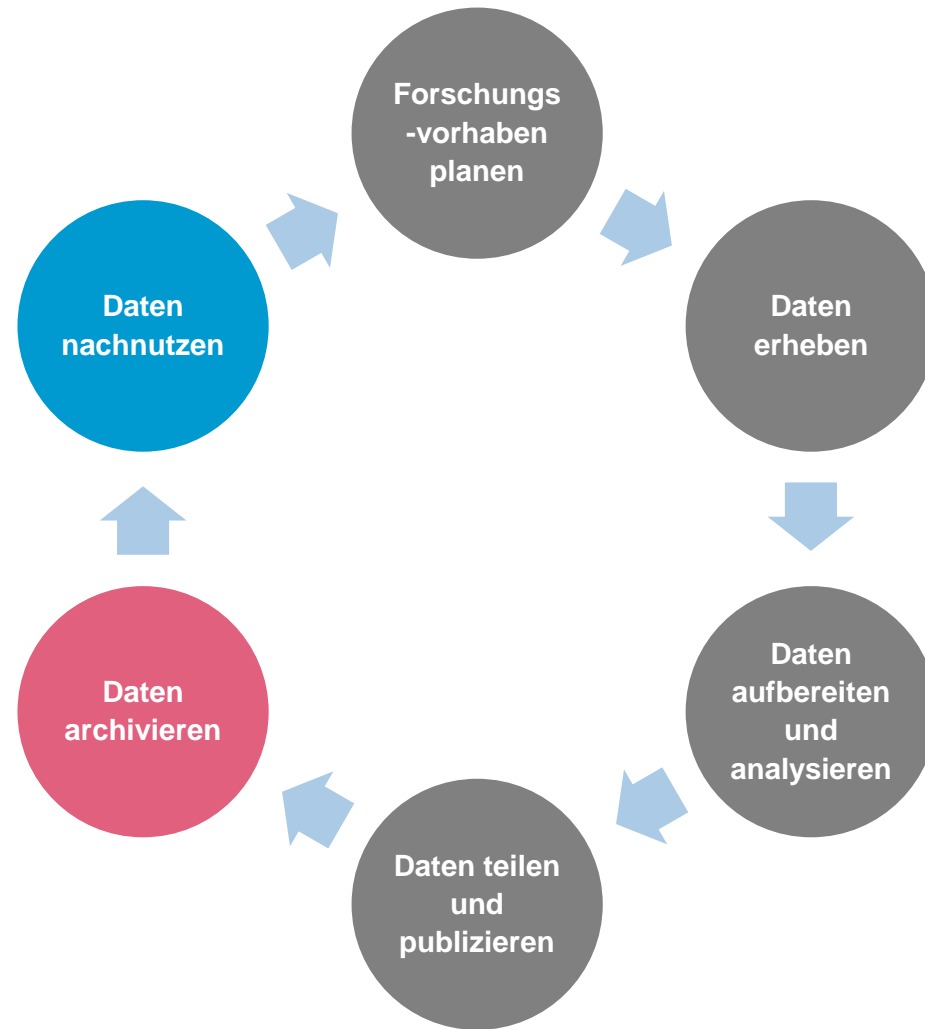 Forschungs
-vorhaben
planen
Daten
erheben
Daten
aufbereiten
und
analysieren
Daten teilen
und
publizieren
Daten
archivieren
Daten
nachnutzen